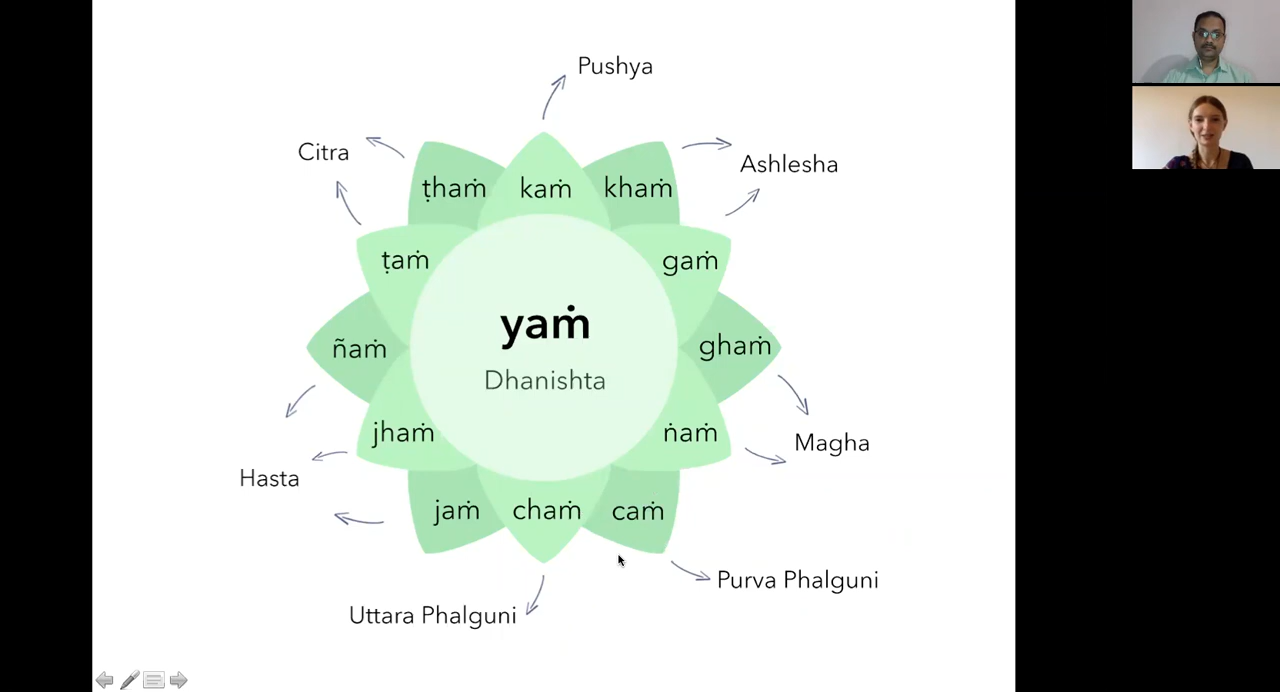 Pushya
Citra
Ashlesha
ṭhaṁ kaṁ khaṁ
ṭaṁ gaṁ
yaṁ
ñaṁ ghaṁ
Dhanishta
jhaṁ ṅaṁ
Magha
Hasta
jaṁ chaṁ caṁ
Purva Phalguni
Uttara Phalguni